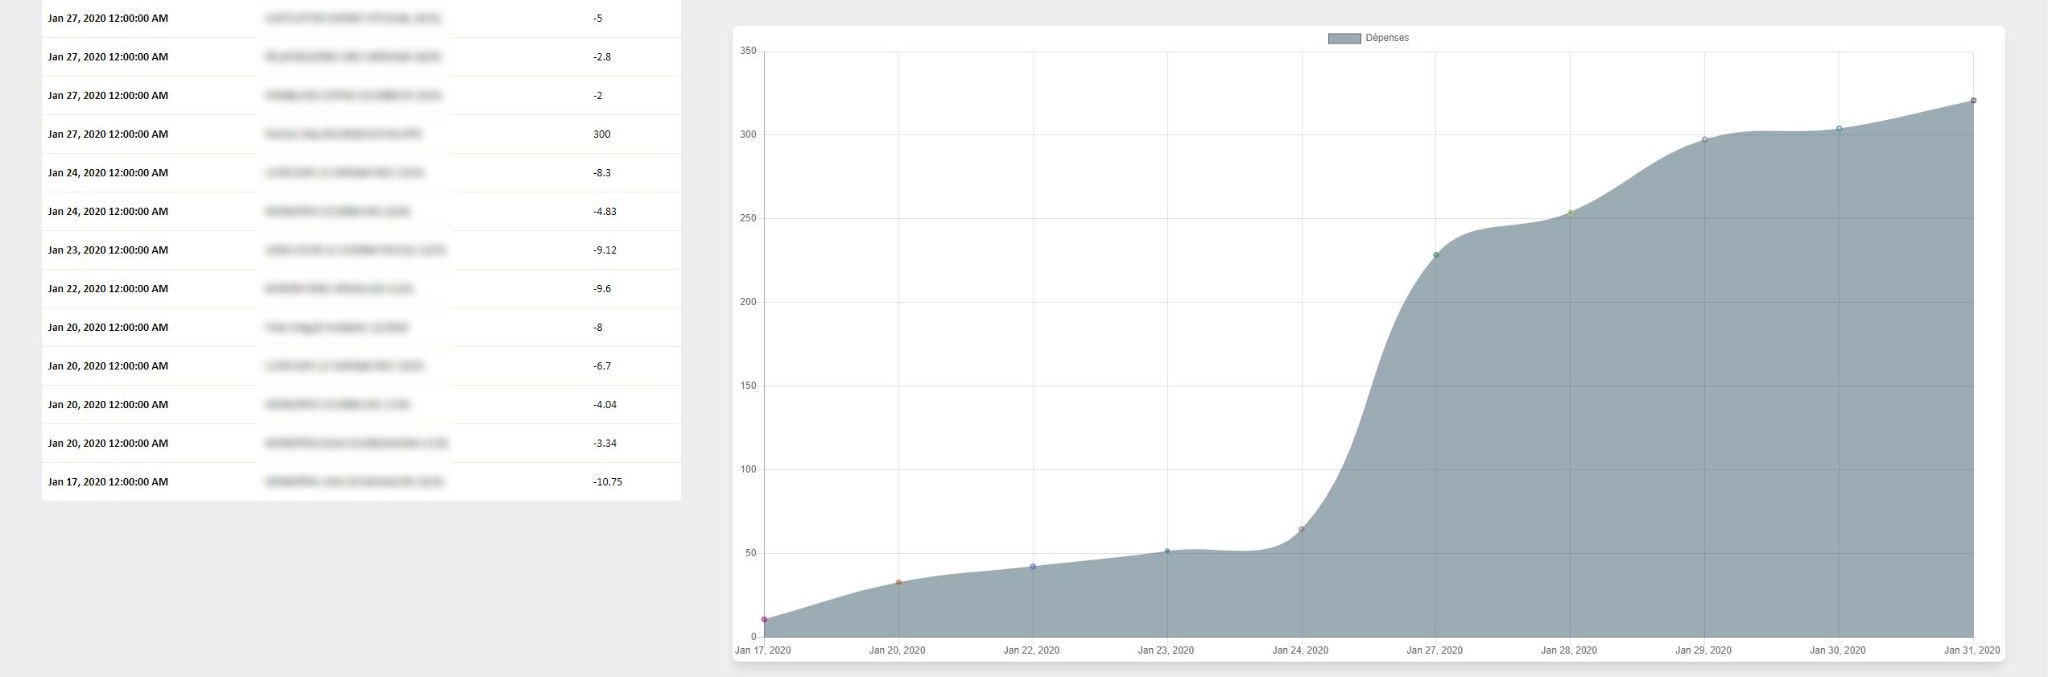 Jan 27, 2020 12:00:00 AM -5
Jan 27, 2020 12:00:00 AM -2.8
Jan 27, 2020 12:00:00 AM -2
Jan 27, 2020 12:00:00 AM 300
Jan 24, 2020 12:00:00 AM -8.3
Jan 24, 2020 12:00:00 AM -4.83
Jan 23, 2020 12:00:00 AM -9.12
Jan 22, 2020 12:00:00 AM -9.6
Jan 20, 2020 12:00:00 AM -8
Jan 20, 2020 12:00:00 AM -6.7
Jan 20, 2020 12:00:00 AM -4.04
Jan 20, 2020 12:00:00 AM -3.34
Jan 17, 2020 12:00:00 AM -10.75
Dépenses
350
300
250
200
150
100
50
0
Jan 17, 2020 Jan 20, 2020 Jan 22, 2020 Jan 23, 2020 Jan 24, 2020 Jan 27, 2020 Jan 28, 2020 Jan 29, 2020 Jan 30, 2020 Jan 31, 2020